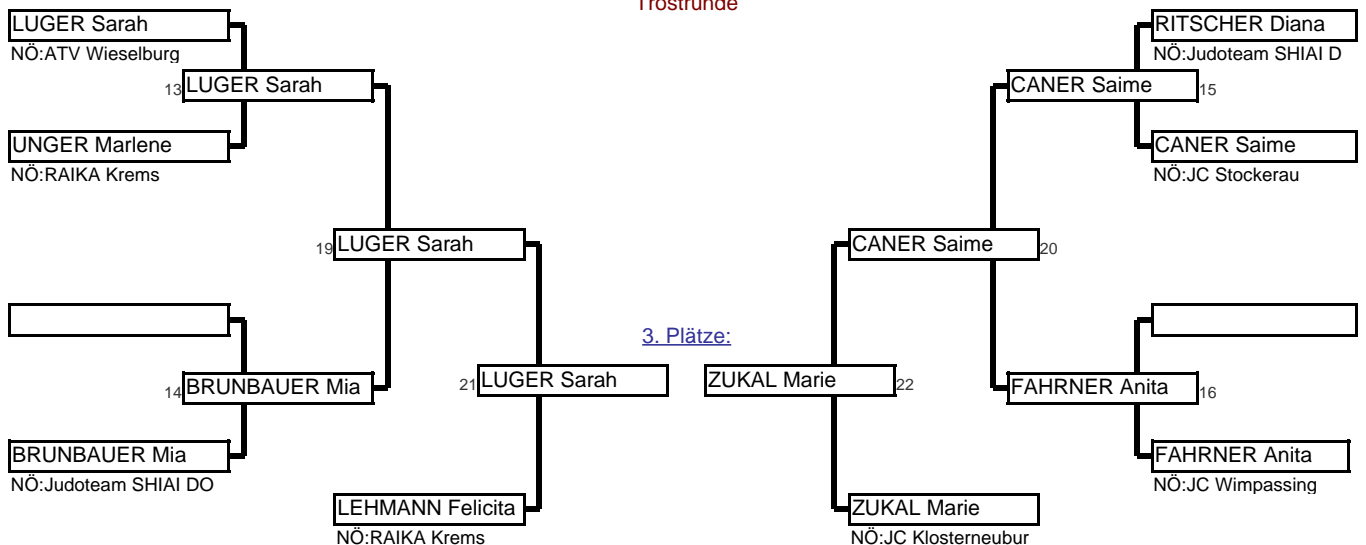 Trostrunde
LUGER Sarah
NÖ:ATV Wieselburg
13 LUGER Sarah
UNGER Marlene
NÖ:RAIKA Krems
19 LUGER Sarah
14 BRUNBAUER Mia
BRUNBAUER Mia
NÖ:Judoteam SHIAI DO
21 LUGER Sarah
LEHMANN Felicita
NÖ:RAIKA Krems
3. Plätze:
RITSCHER Diana
NÖ:Judoteam SHIAI D
CANER Saime 15
CANER Saime
NÖ:JC Stockerau
CANER Saime 20
ZUKAL Marie 22
FAHRNER Anita 16
FAHRNER Anita
NÖ:JC Wimpassing
ZUKAL Marie
NÖ:JC Klosterneubur